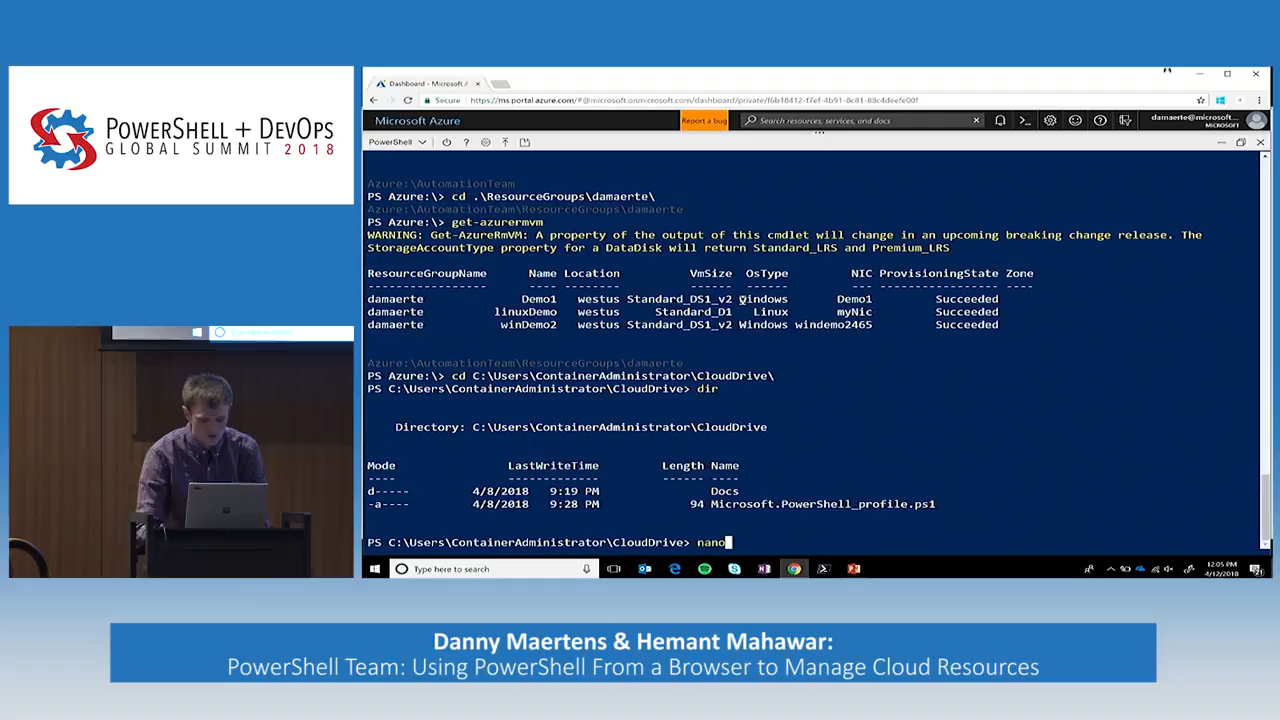 POWERSHELL + DEVOPS
GLOBAL SUMMIT 2018
Dashboard - Microsoft A
Secure
https://ms.portal.azure.com/#@microsoft.onmicrosoft.com/dashboard/private/f6b18412-f7ef-4b91-8c81-88c4deefe00f
Microsoft Azure
Report a bug
Search resources, services, and docs
damaerte@microsoft....
MICROSOFT
PowerShell
Azure:\AutomationTeam
PS Azure:\> cd .\ResourceGroups\damaerte\
Azure:\AutomationTeam\ResourceGroups\damaerte
PS Azure:\> get-azurermvm
WARNING: Get-AzureRmVM: A property of the output of this cmdlet will change in an upcoming breaking change release. The
StorageAccountType property for a DataDisk will return Standard_LRS and Premium_LRS
ResourceGroupName Name Location VmSize OsType NIC ProvisioningState Zone
----------------- ---- -------- ------ ------ --- ----------------- ----
damaerte Demo1 westus Standard_DS1_v2 Windows Demo1 Succeeded
damaerte linuxDemo westus Standard_D1 Linux myNic Succeeded
damaerte winDemo2 westus Standard_DS1_v2 Windows windemo2465 Succeeded
Azure:\AutomationTeam\ResourceGroups\damaerte
PS Azure:\> cd C:\Users\ContainerAdministrator\CloudDrive\
PS C:\Users\ContainerAdministrator\CloudDrive> dir
Directory: C:\Users\ContainerAdministrator\CloudDrive
Mode LastWriteTime Length Name
---- ------------- ------ ----
d----- 4/8/2018 9:19 PM Docs
-a---- 4/8/2018 9:28 PM 94 Microsoft.PowerShell_profile.ps1
PS C:\Users\ContainerAdministrator\CloudDrive> nano
Type here to search
12:05 PM
4/12/2018
Danny Maertens & Hemant Mahawar:
PowerShell Team: Using PowerShell From a Browser to Manage Cloud Resources